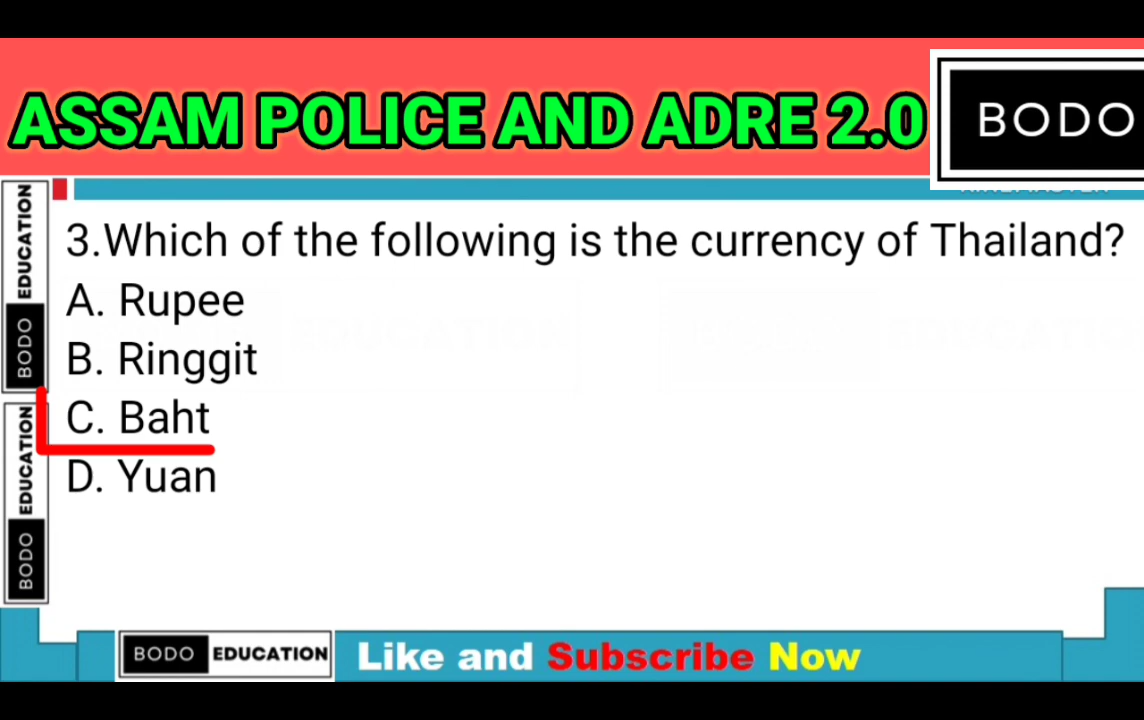 ASSAM POLICE AND ADRE 2.0
BODO
BODO EDUCATION
3.Which of the following is the currency of Thailand?
A. Rupee
B. Ringgit
C. Baht
D. Yuan
BODO EDUCATION
BODO EDUCATION
Like and Subscribe Now